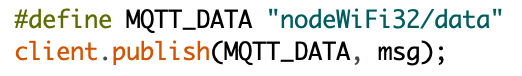 #define MQTT_DATA "nodeWiFi32/data"
client.publish(MQTT_DATA, msg);